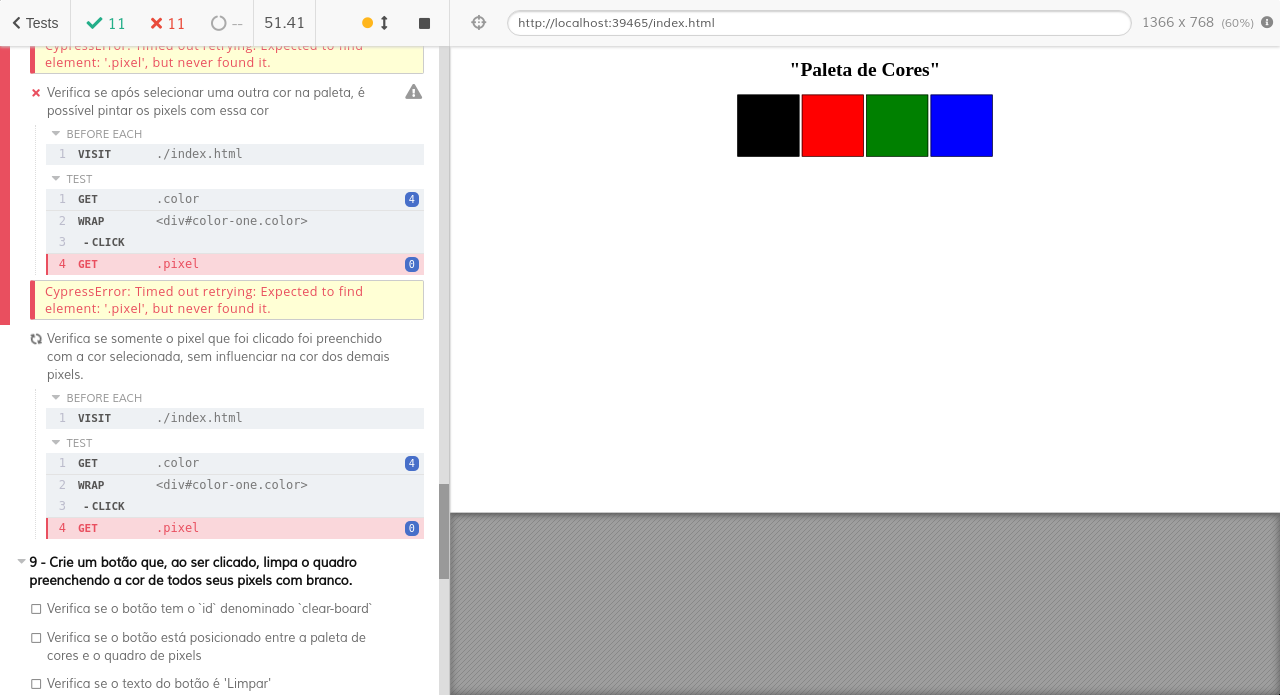 Tests 11 11 -- 51.41
http://localhost:39465/index.html 1366 x 768 (60%)
CypressError: Timed out retrying: Expected to find
element: '.pixel', but never found it.
Verifica se após selecionar uma outra cor na paleta, é
possível pintar os pixels com essa cor
BEFORE EACH
1 VISIT ./index.html
TEST
1 GET .color 4
2 WRAP <div#color-one.color>
3 -CLICK
4 GET .pixel 0
CypressError: Timed out retrying: Expected to find
element: '.pixel', but never found it.
Verifica se somente o pixel que foi clicado foi preenchido
com a cor selecionada, sem influenciar na cor dos demais
pixels.
BEFORE EACH
1 VISIT ./index.html
TEST
1 GET .color 4
2 WRAP <div#color-one.color>
3 -CLICK
4 GET .pixel 0
9 - Crie um botão que, ao ser clicado, limpa o quadro
preenchendo a cor de todos seus pixels com branco.
Verifica se o botão tem o `id` denominado `clear-board`
Verifica se o botão está posicionado entre a paleta de
cores e o quadro de pixels
Verifica se o texto do botão é 'Limpar'
"Paleta de Cores"